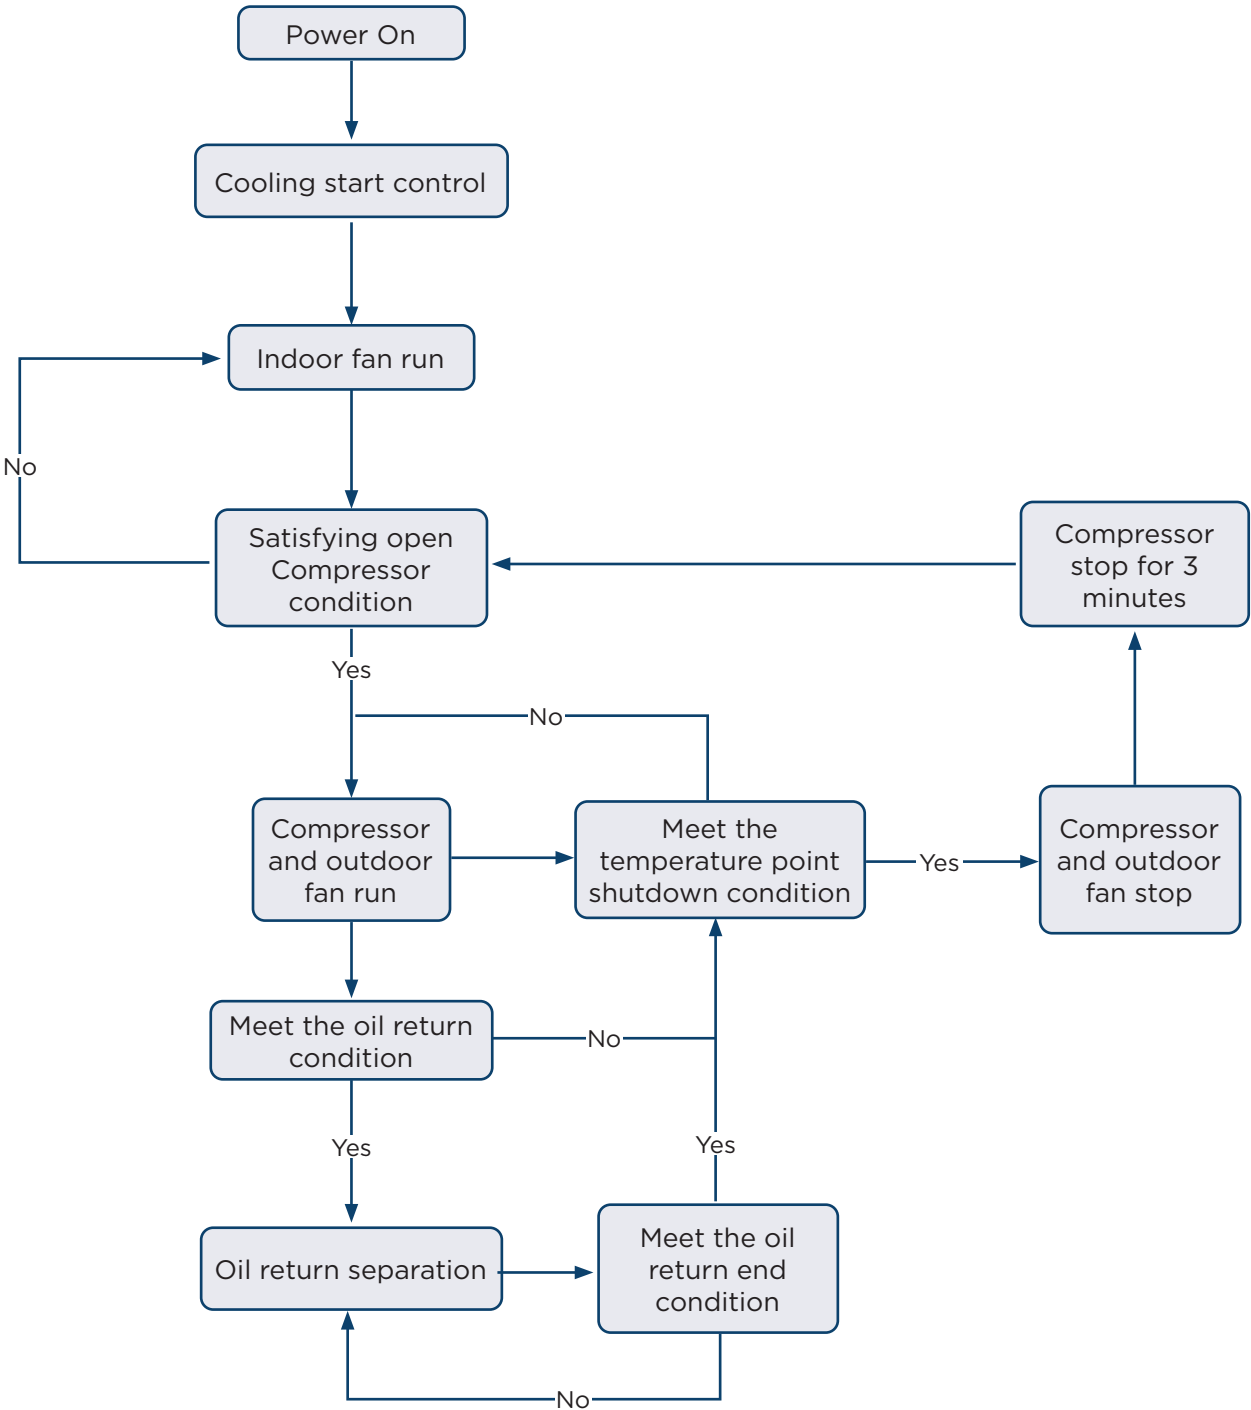 Power On
Cooling start control
Indoor fan run
No
Satisfying open
Compressor
condition
Compressor
stop for 3
minutes
Yes
No
Compressor
and outdoor
fan run
Meet the
temperature point
shutdown condition
Yes
Compressor
and outdoor
fan stop
Meet the oil return
condition
No
Yes
Yes
Oil return separation
Meet the oil
return end
condition
No